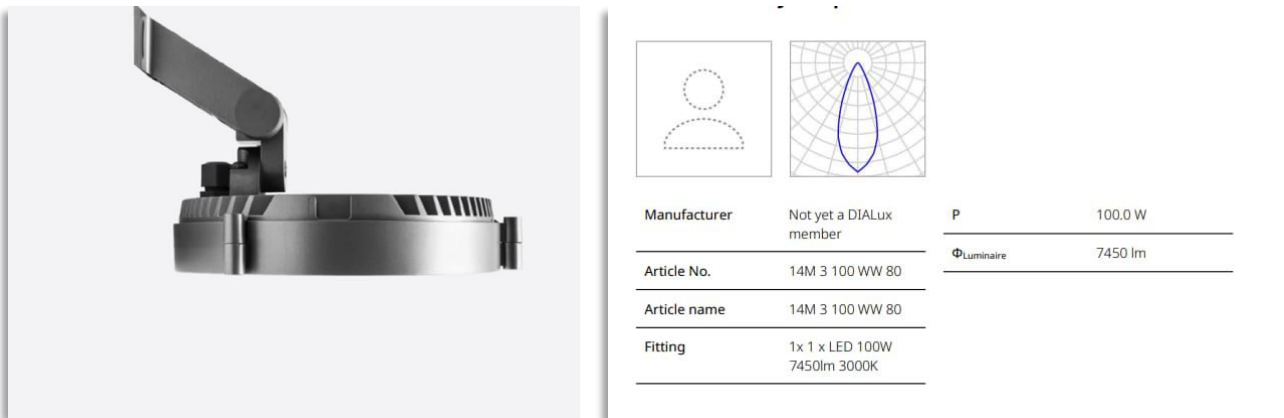 Manufacturer
Not yet a DIALux
member
P
100.0 W
Article No.
14M 3 100 WW 80
ΦLuminaire
7450 lm
Article name
14M 3 100 WW 80
Fitting
1x 1 x LED 100W
7450lm 3000K